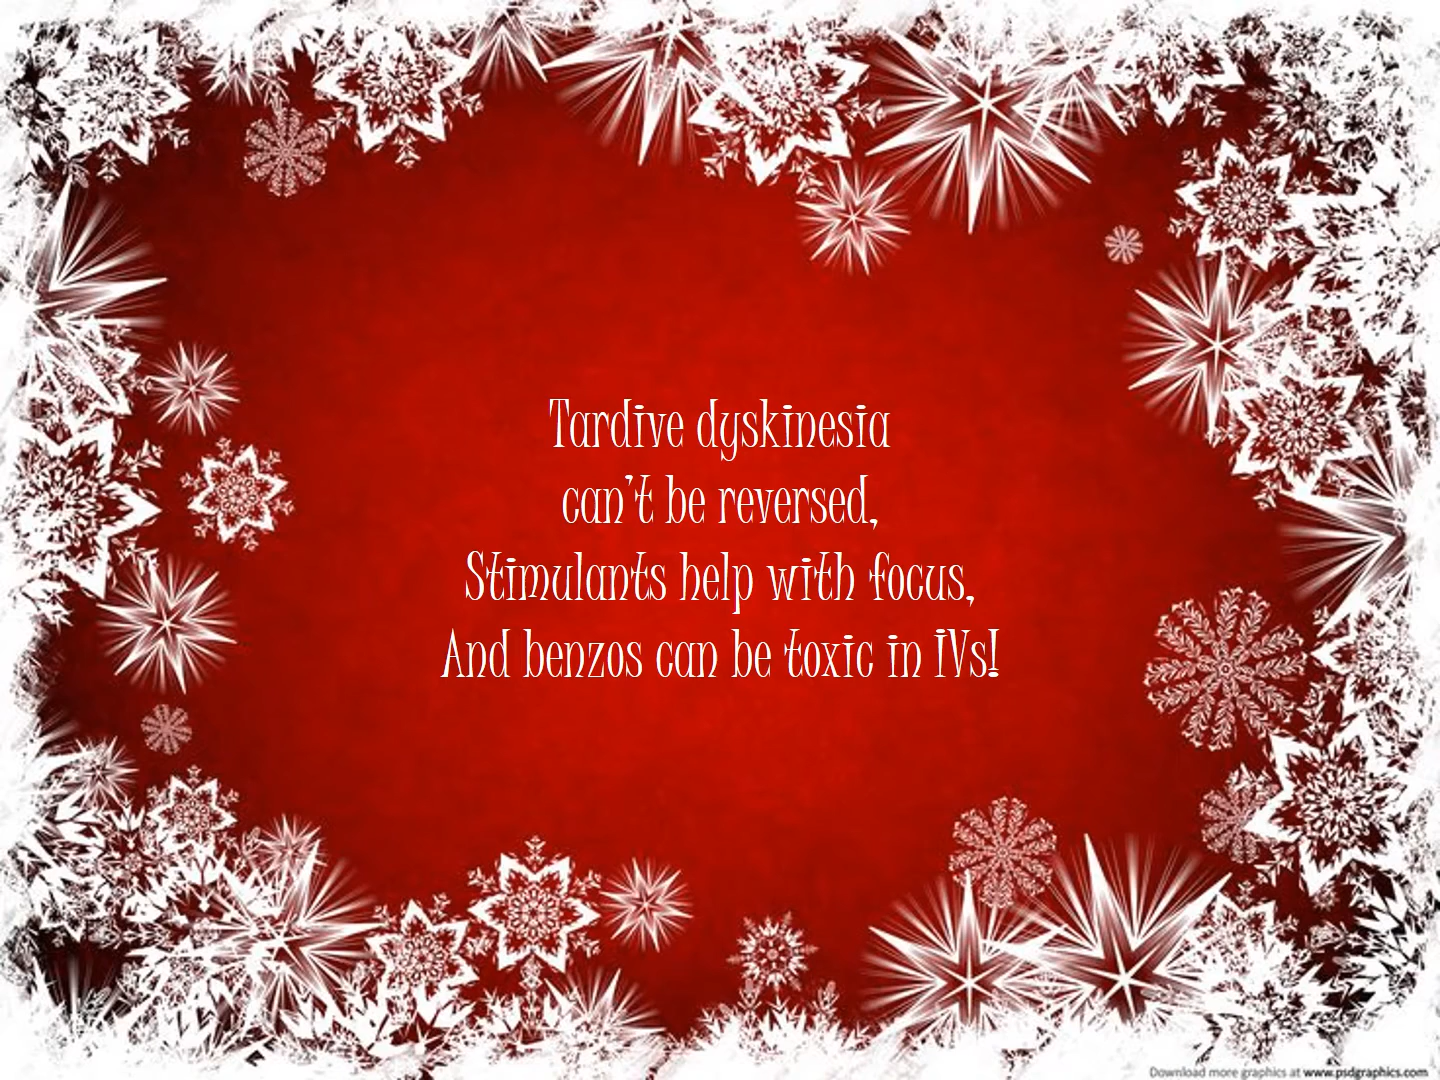 Tardive dyskinesia
can't be reversed,
Stimulants help with focus,
And benzos can be toxic in IVs!
Download more graphics at www.psdgraphics.com